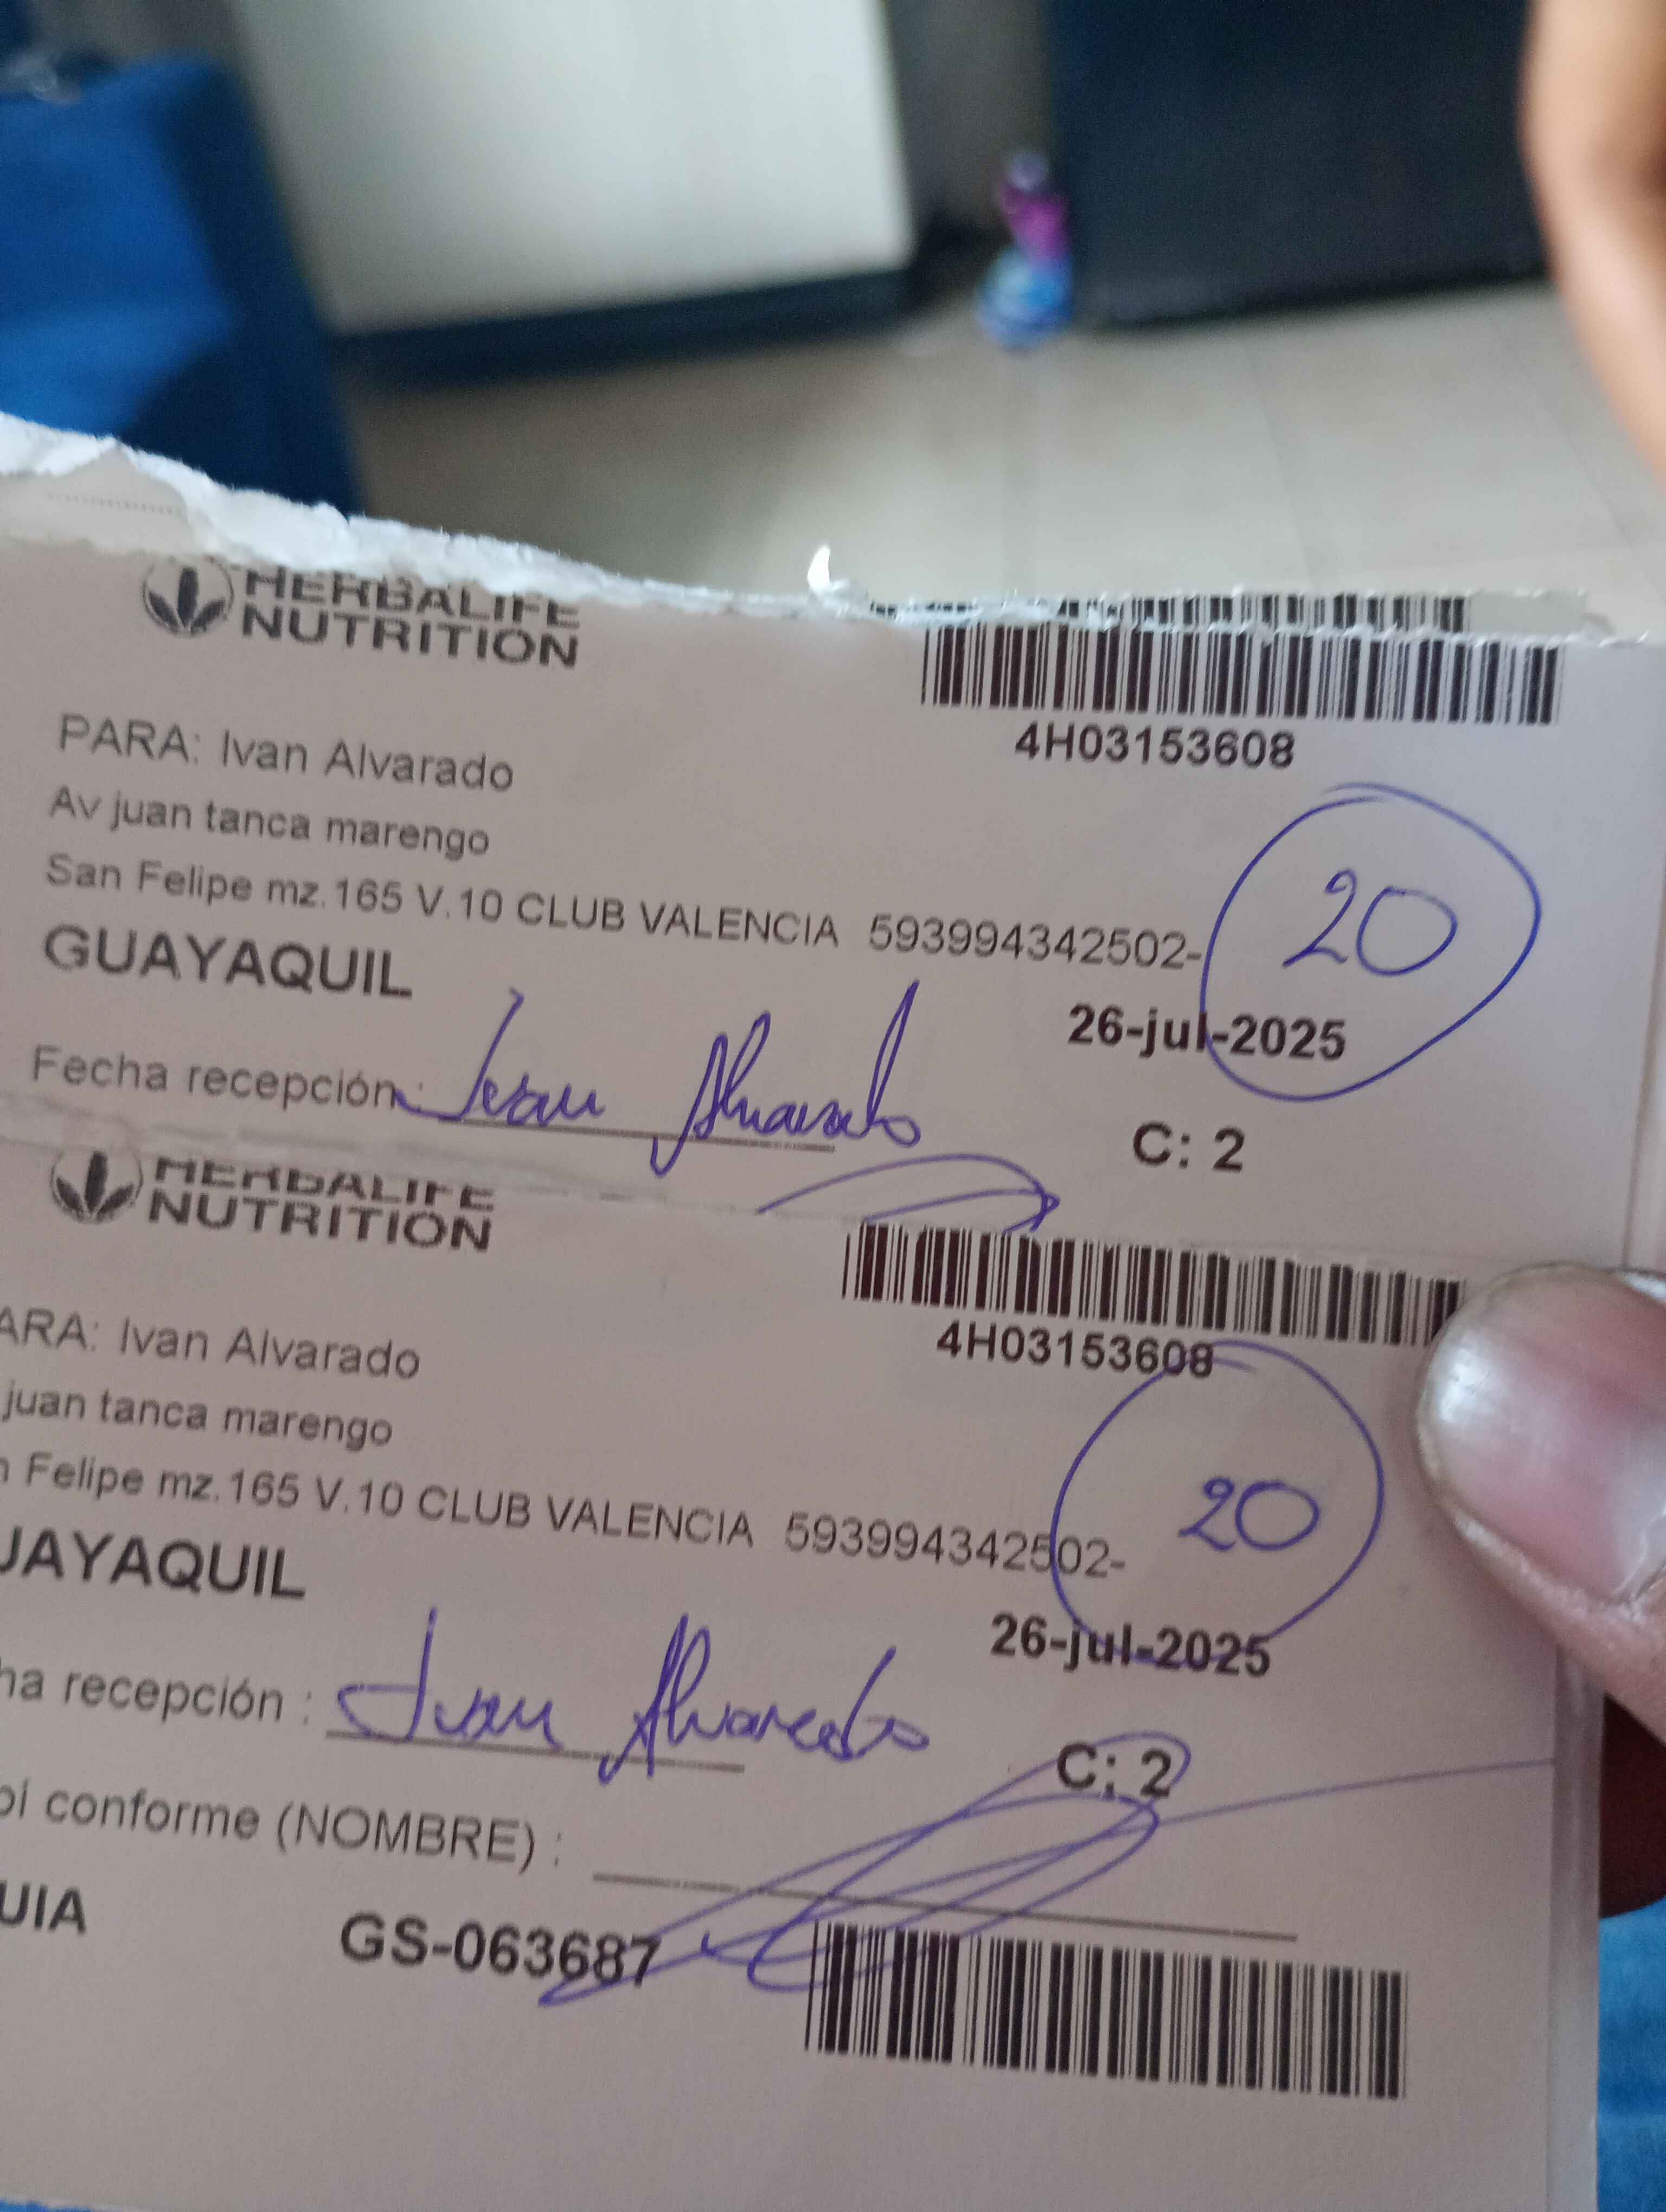 HERBALIFE
NUTRITION
4H03153608
PARA: Ivan Alvarado
Av juan tanca marengo
San Felipe mz.165 V.10 CLUB VALENCIA 593994342502-
20
GUAYAQUIL
26-jul-2025
Fecha recepción: Ivan Alvarado
C: 2
HERBALIFE
NUTRITION
4H03153608
ARA: Ivan Alvarado
juan tanca marengo
n Felipe mz.165 V.10 CLUB VALENCIA 593994342502-
20
UAYAQUIL
26-jul-2025
ha recepción : Ivan Alvarado
C: 2
bi conforme (NOMBRE) :
UIA
GS-063687